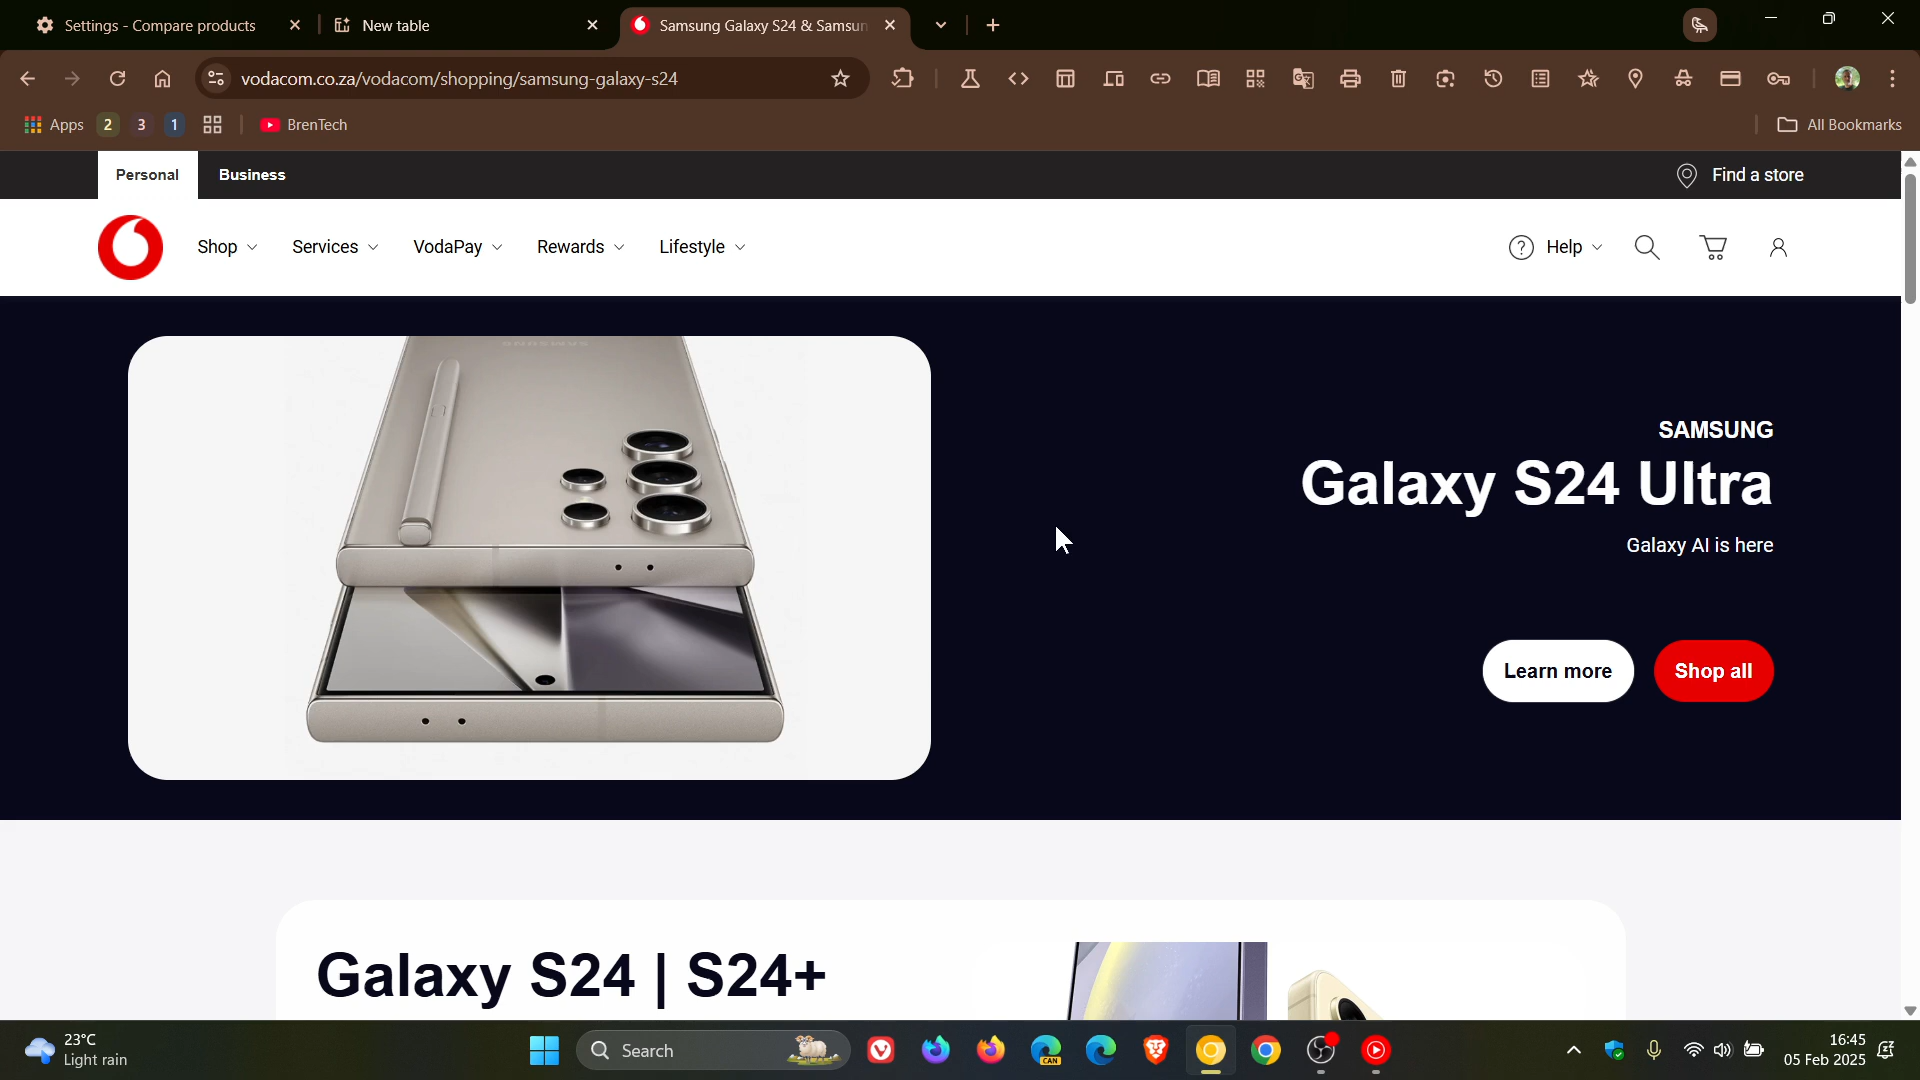 Settings - Compare products
New table
Samsung Galaxy S24 & Samsun
vodacom.co.za/vodacom/shopping/samsung-galaxy-s24
Apps
2
3
1
BrenTech
All Bookmarks
Personal
Business
Find a store
Shop
Services
VodaPay
Rewards
Lifestyle
Help
SAMSUNG
SAMSUNG
Galaxy S24 Ultra
Galaxy AI is here
Learn more
Shop all
Galaxy S24 | S24+
23°C
Light rain
Search
CAN
16:45
05 Feb 2025